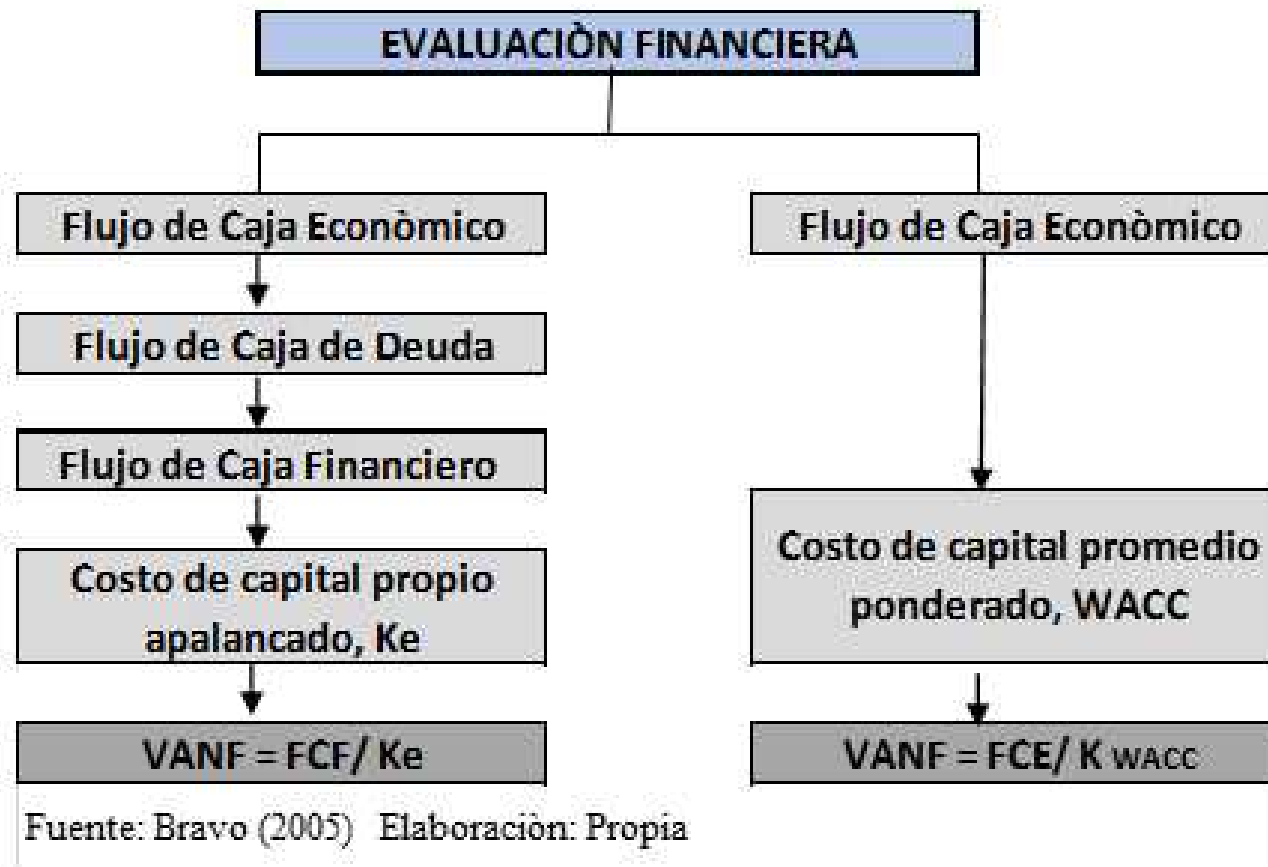 EVALUACIÒN FINANCIERA
Flujo de Caja Econòmico
Flujo de Caja de Deuda
Flujo de Caja Financiero
Costo de capital propio
apalancado, Ke
VANF = FCF/ Ke
Flujo de Caja Econòmico
Costo de capital promedio
ponderado, WACC
VANF = FCE/ K WACC
Fuente: Bravo (2005) Elaboraciòn: Propia